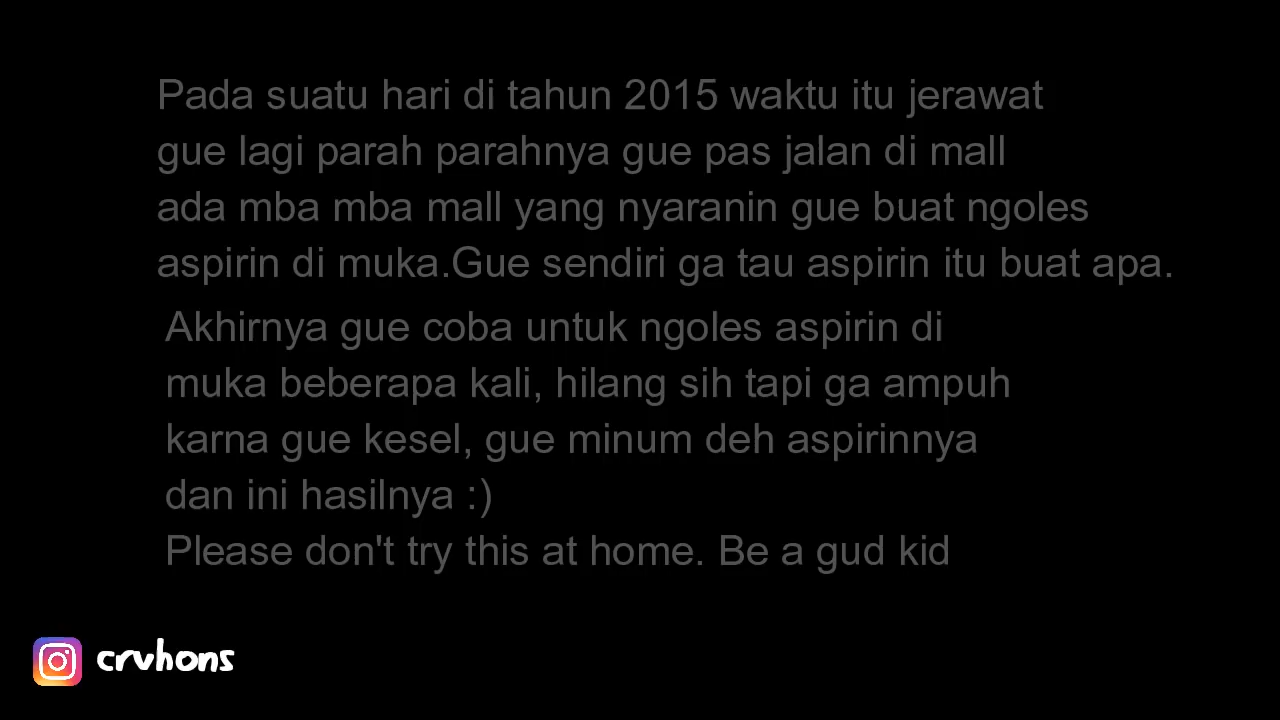 Pada suatu hari di tahun 2015 waktu itu jerawat
gue lagi parah parahnya gue pas jalan di mall
ada mba mba mall yang nyaranin gue buat ngoles
aspirin di muka.Gue sendiri ga tau aspirin itu buat apa.
Akhirnya gue coba untuk ngoles aspirin di
muka beberapa kali, hilang sih tapi ga ampuh
karna gue kesel, gue minum deh aspirinnya
dan ini hasilnya :)
Please don't try this at home. Be a gud kid
crvhons